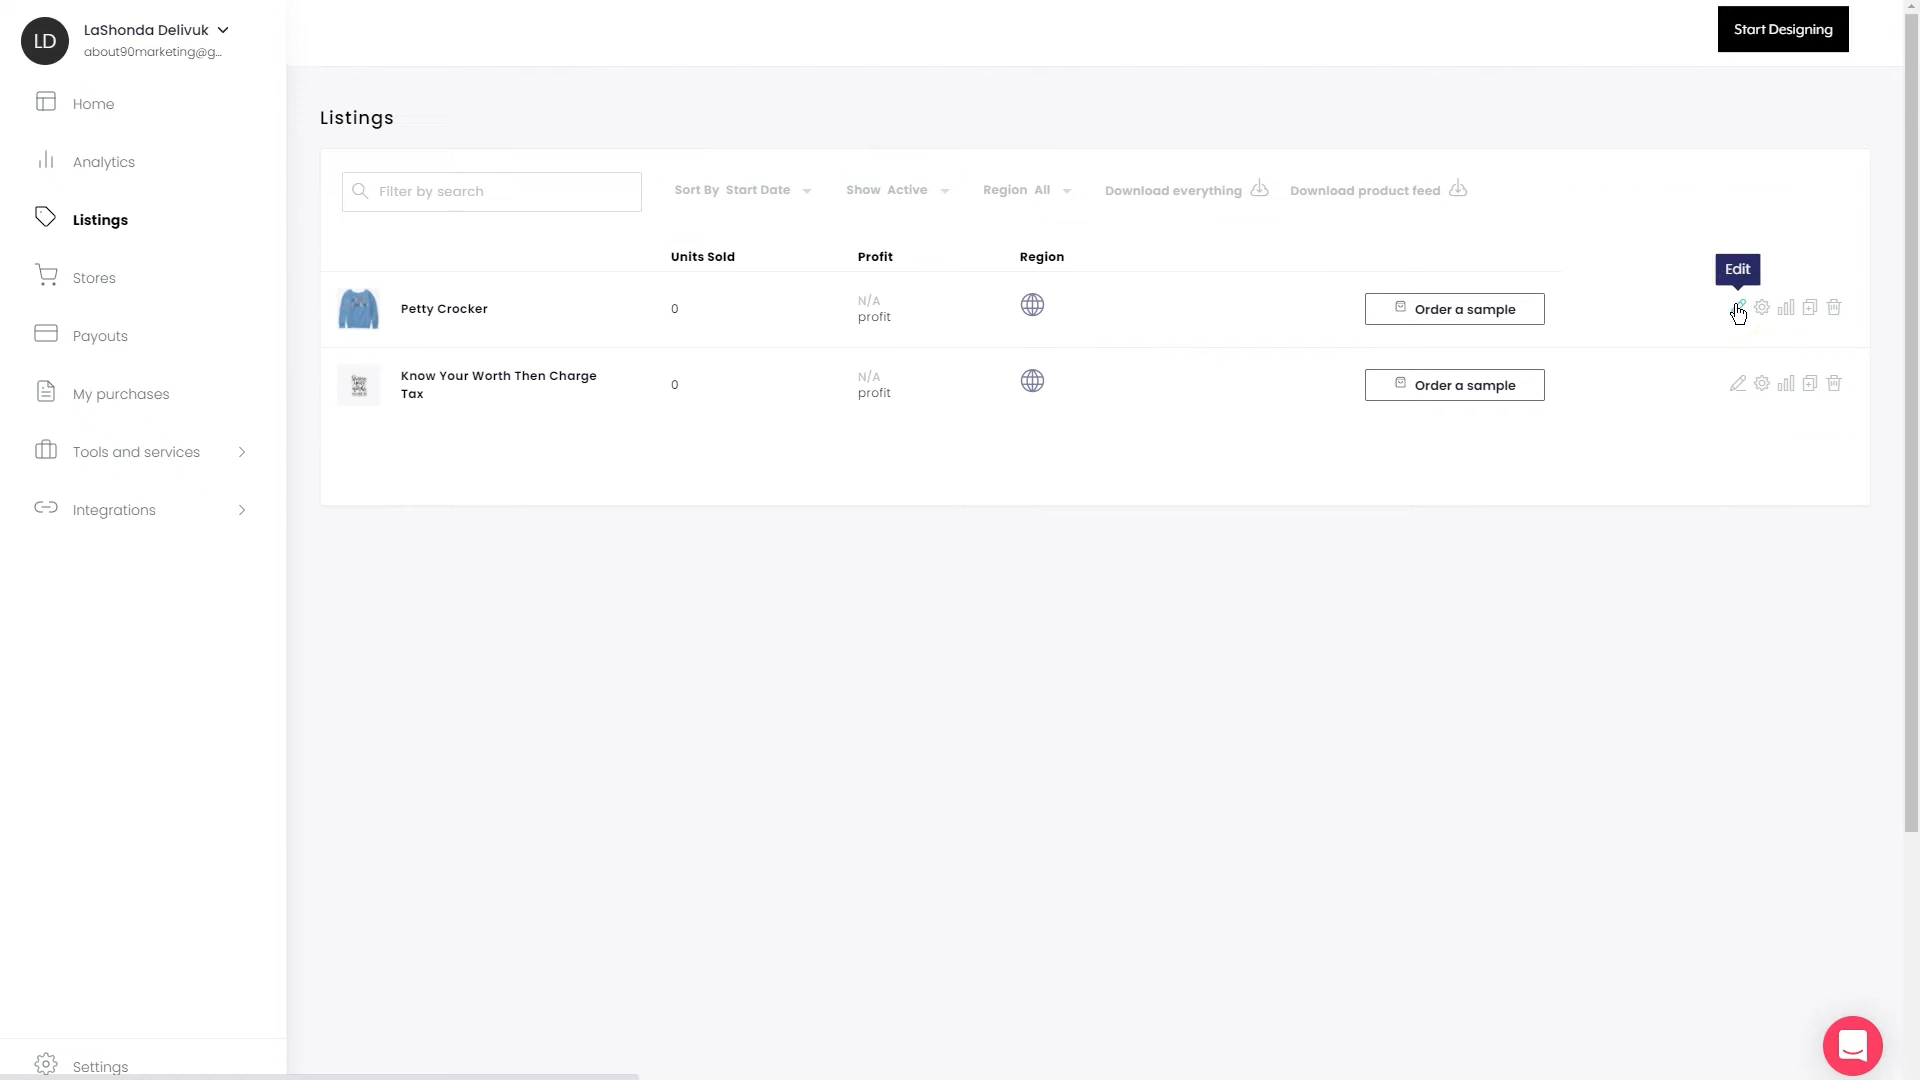 LD
LaShonda Delivuk
about90marketing@g...
Start Designing
Home
Analytics
Listings
Stores
Payouts
My purchases
Tools and services
Integrations
Settings
Listings
Filter by search
Sort By Start Date
Show Active
Region All
Download everything
Download product feed
Units Sold
Profit
Region
Edit
Petty Crocker
0
N/A
profit
Order a sample
Know Your Worth Then Charge
Tax
0
N/A
profit
Order a sample